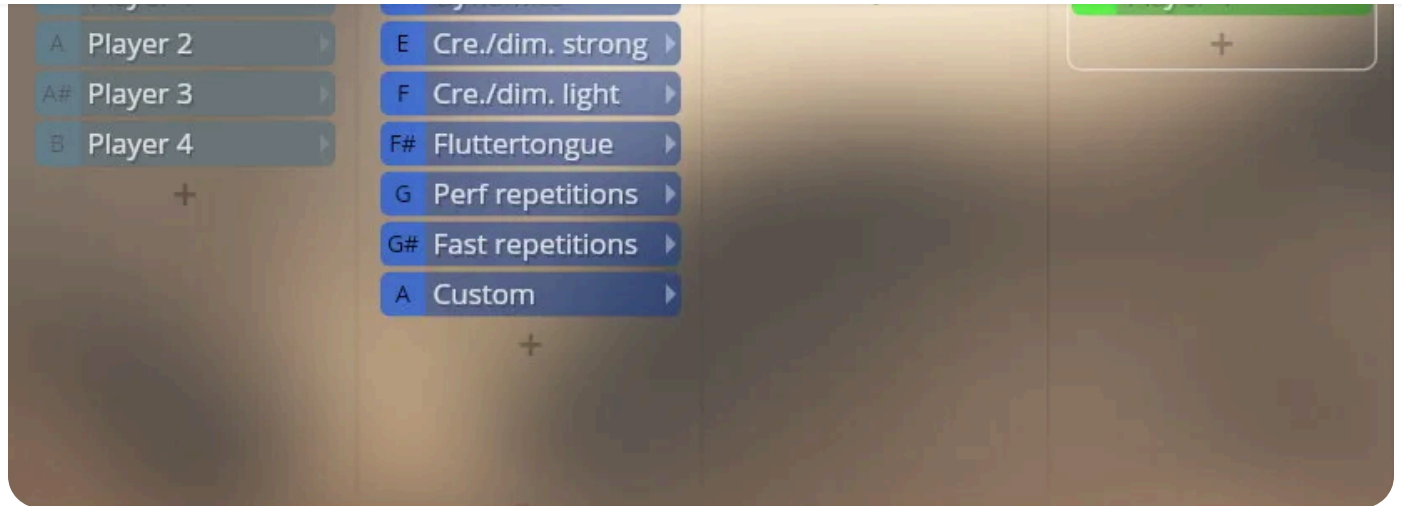 A Player 2
A# Player 3
B Player 4
+
E Cre./dim. strong
F Cre./dim. light
F# Fluttertongue
G Perf repetitions
G# Fast repetitions
A Custom
+
+